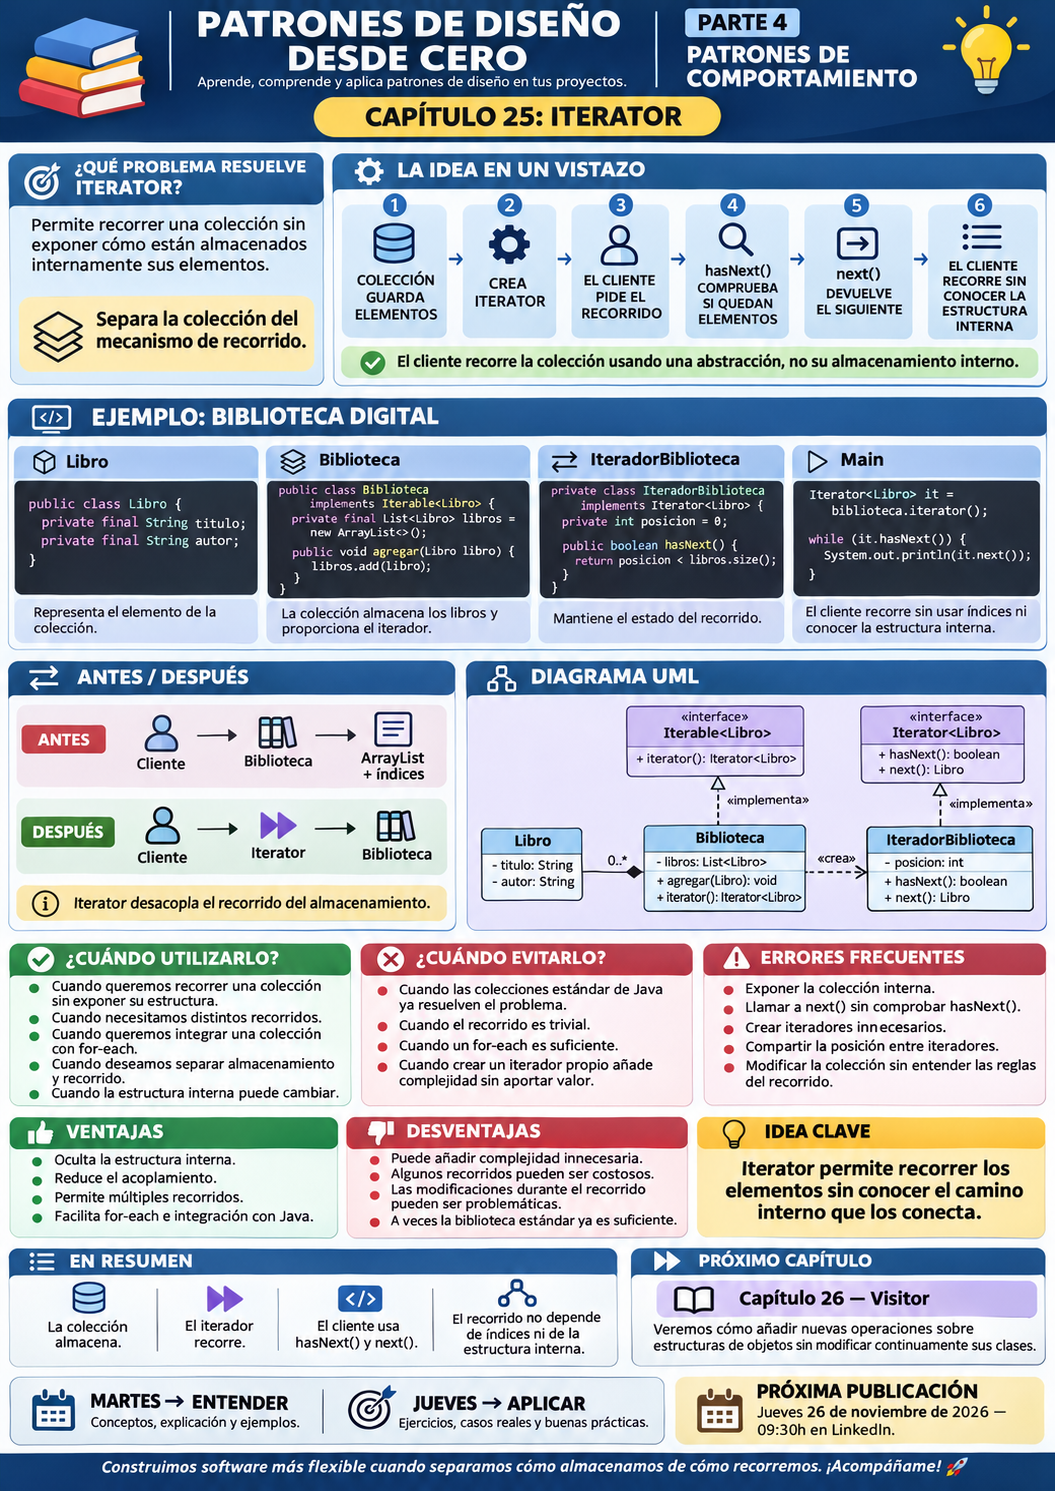 PATRONES DE DISEÑO
DESDE CERO
Aprende, comprende y aplica patrones de diseño en tus proyectos.
PARTE 4
PATRONES DE
COMPORTAMIENTO
CAPÍTULO 25: ITERATOR
¿QUÉ PROBLEMA RESUELVE
ITERATOR?
Permite recorrer una colección sin
exponer cómo están almacenados
internamente sus elementos.
Separa la colección del
mecanismo de recorrido.
LA IDEA EN UN VISTAZO
1
COLECCIÓN
GUARDA
ELEMENTOS
2
CREA
ITERATOR
3
EL CLIENTE
PIDE EL
RECORRIDO
4
hasNext()
COMPRUEBA
SI QUEDAN
ELEMENTOS
5
next()
DEVUELVE
EL SIGUIENTE
6
EL CLIENTE
RECORRE SIN
CONOCER LA
ESTRUCTURA
INTERNA
El cliente recorre la colección usando una abstracción, no su almacenamiento interno.
</> EJEMPLO: BIBLIOTECA DIGITAL
Libro
public class Libro {
private final String titulo;
private final String autor;
}
Representa el elemento de la
colección.
Biblioteca
public class Biblioteca
implements Iterable<Libro> {
private final List<Libro> libros =
new ArrayList<>();
public void agregar(Libro libro) {
libros.add(libro);
}
}
La colección almacena los libros y
proporciona el iterador.
IteradorBiblioteca
private class IteradorBiblioteca
implements Iterator<Libro> {
private int posicion = 0;
public boolean hasNext() {
return posicion < libros.size();
}
}
Mantiene el estado del recorrido.
Main
Iterator<Libro> it =
biblioteca.iterator();
while (it.hasNext()) {
System.out.println(it.next());
}
El cliente recorre sin usar índices ni
conocer la estructura interna.
ANTES / DESPUÉS
ANTES
Cliente
Biblioteca
ArrayList
+ índices
DESPUÉS
Cliente
Iterator
Biblioteca
Iterator desacopla el recorrido del almacenamiento.
DIAGRAMA UML
«interface»
Iterable<Libro>
+ iterator(): Iterator<Libro>
«interface»
Iterator<Libro>
+ hasNext(): boolean
+ next(): Libro
«implementa»
«implementa»
Libro
- titulo: String
- autor: String
0..*
Biblioteca
- libros: List<Libro>
+ agregar(Libro): void
+ iterator(): Iterator<Libro>
«crea»
IteradorBiblioteca
- posicion: int
+ hasNext(): boolean
+ next(): Libro
¿CUÁNDO UTILIZARLO?
Cuando queremos recorrer una colección
sin exponer su estructura.
Cuando necesitamos distintos recorridos.
Cuando queremos integrar una colección
con for-each.
Cuando deseamos separar almacenamiento
y recorrido.
Cuando la estructura interna puede cambiar.
¿CUÁNDO EVITARLO?
Cuando las colecciones estándar de Java
ya resuelven el problema.
Cuando el recorrido es trivial.
Cuando un for-each es suficiente.
Cuando crear un iterador propio añade
complejidad sin aportar valor.
ERRORES FRECUENTES
Exponer la colección interna.
Llamar a next() sin comprobar hasNext().
Crear iteradores innecesarios.
Compartir la posición entre iteradores.
Modificar la colección sin entender las reglas
del recorrido.
VENTAJAS
Oculta la estructura interna.
Reduce el acoplamiento.
Permite múltiples recorridos.
Facilita for-each e integración con Java.
DESVENTAJAS
Puede añadir complejidad innecesaria.
Algunos recorridos pueden ser costosos.
Las modificaciones durante el recorrido
pueden ser problemáticas.
A veces la biblioteca estándar ya es suficiente.
IDEA CLAVE
Iterator permite recorrer los
elementos sin conocer el camino
interno que los conecta.
EN RESUMEN
La colección
almacena.
El iterador
recorre.
</>
El cliente usa
hasNext() y next().
El recorrido no depende
de índices ni de la
estructura interna.
PRÓXIMO CAPÍTULO
Capítulo 26 — Visitor
Veremos cómo añadir nuevas operaciones sobre
estructuras de objetos sin modificar continuamente sus clases.
MARTES → ENTENDER
Conceptos, explicación y ejemplos.
JUEVES → APLICAR
Ejercicios, casos reales y buenas prácticas.
PRÓXIMA PUBLICACIÓN
Jueves 26 de noviembre de 2026 —
09:30h en LinkedIn.
Construimos software más flexible cuando separamos cómo almacenamos de cómo recorremos. ¡Acompáñame! 🚀